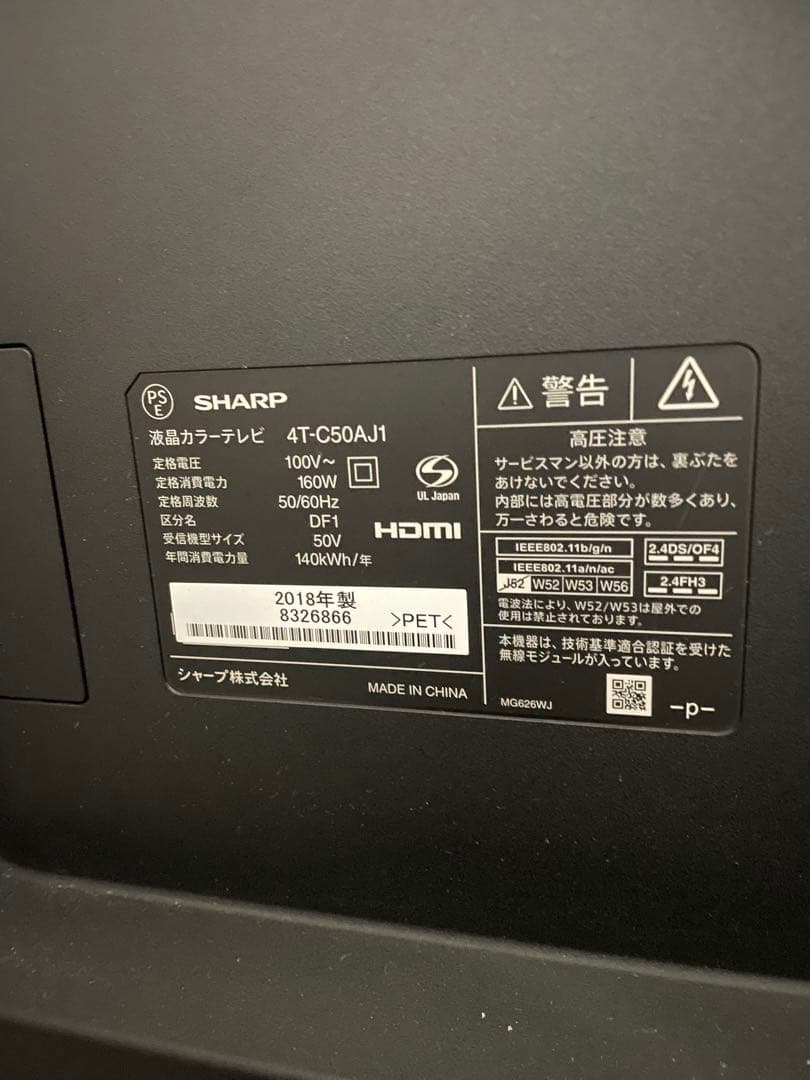 PS
E
SHARP
液晶カラーテレビ 4T-C50AJ1
定格電圧 100V~
定格消費電力 160W
定格周波数 50/60Hz
区分名 DF1
受信機型サイズ 50V
年間消費電力量 140kWh/年
UL Japan
HDMI
2018年製
8326866
>PET<
シャープ株式会社
MADE IN CHINA
警告
高圧注意
サービスマン以外の方は、裏ぶたを
あけないでください。
内部には高電圧部分が数多くあり、
万一さわると危険です。
IEEE802.11b/g/n
IEEE802.11a/n/ac
J52 W52 W53 W56
2.4DS/OF4
2.4FH3
電波法により、W52/W53は屋外での
使用は禁止されております。
本機器は、技術基準適合認証を受けた
無線モジュールが入っています。
MG626WJ
-p-